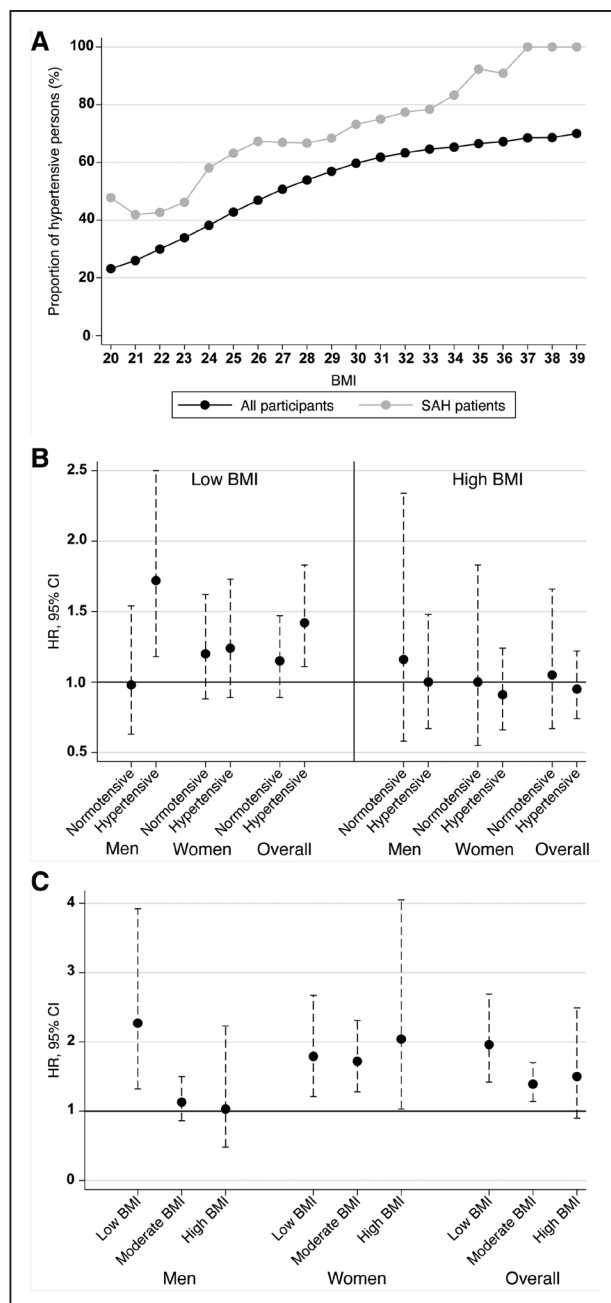 A
Proportion of hypertensive persons (%)
100
80
60
40
20
0
20 21 22 23 24 25 26 27 28 29 30 31 32 33 34 35 36 37 38 39
BMI
All participants SAH patients
B
Low BMI High BMI
HR, 95% CI
2.5
2.0
1.5
1.0
0.5
Normotensive Hypertensive Normotensive Hypertensive Normotensive Hypertensive Normotensive Hypertensive Normotensive Hypertensive Normotensive Hypertensive
Men Women Overall Men Women Overall
C
HR, 95% CI
4
3
2
1
0
Low BMI Moderate BMI High BMI Low BMI Moderate BMI High BMI Low BMI Moderate BMI High BMI
Men Women Overall